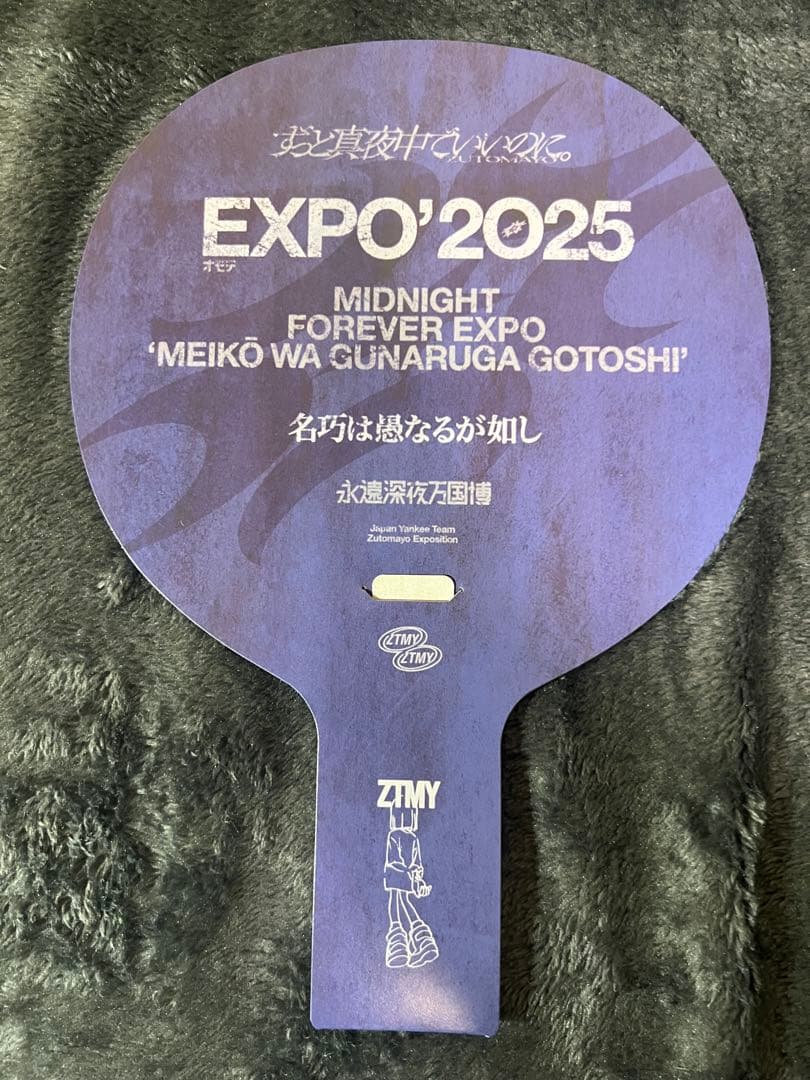 ずっと真夜中でいいのに。
ZUTOMAYO
EXPO’2025
オモテ
MIDNIGHT
FOREVER EXPO
‘MEIKŌ WA GUNARUGA GOTOSHI’
名巧は愚なるが如し
永遠深夜万国博
Japan Yankee Team
Zutomayo Exposition
ZTMY
ZTMY
ZTMY